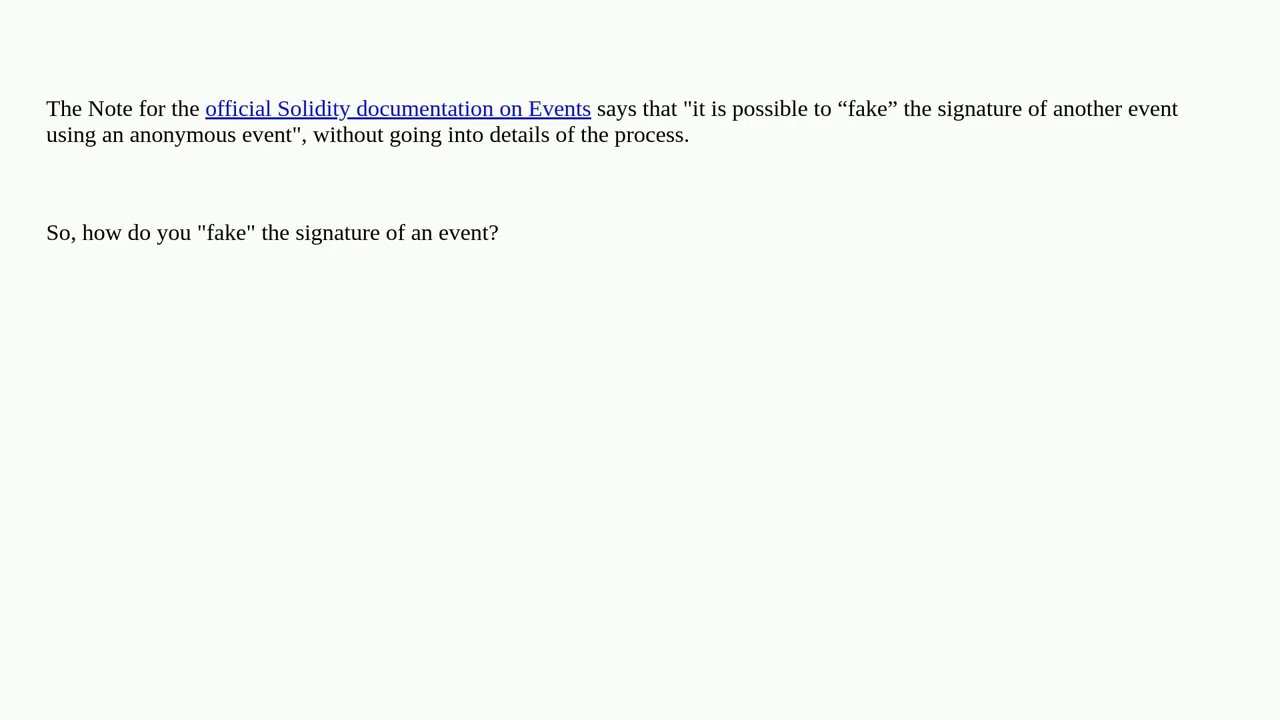 The Note for the official Solidity documentation on Events says that "it is possible to “fake” the signature of another event
using an anonymous event", without going into details of the process.
So, how do you "fake" the signature of an event?